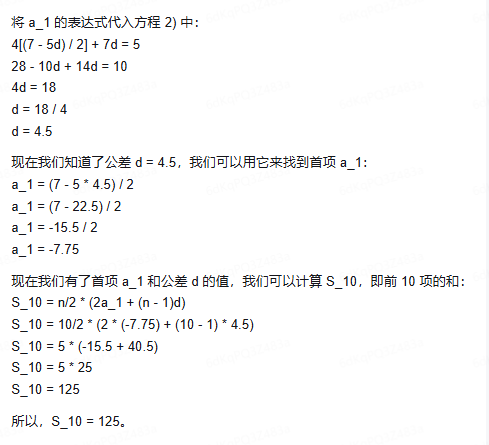 将 a_1 的表达式代入方程 2) 中：
4[(7 - 5d) / 2] + 7d = 5
28 - 10d + 14d = 10
4d = 18
d = 18 / 4
d = 4.5
现在我们知道了公差 d = 4.5，我们可以用它来找到首项 a_1：
a_1 = (7 - 5 * 4.5) / 2
a_1 = (7 - 22.5) / 2
a_1 = -15.5 / 2
a_1 = -7.75
现在我们有了首项 a_1 和公差 d 的值，我们可以计算 S_10，即前 10 项的和：
S_10 = n/2 * (2a_1 + (n - 1)d)
S_10 = 10/2 * (2 * (-7.75) + (10 - 1) * 4.5)
S_10 = 5 * (-15.5 + 40.5)
S_10 = 5 * 25
S_10 = 125
所以，S_10 = 125。